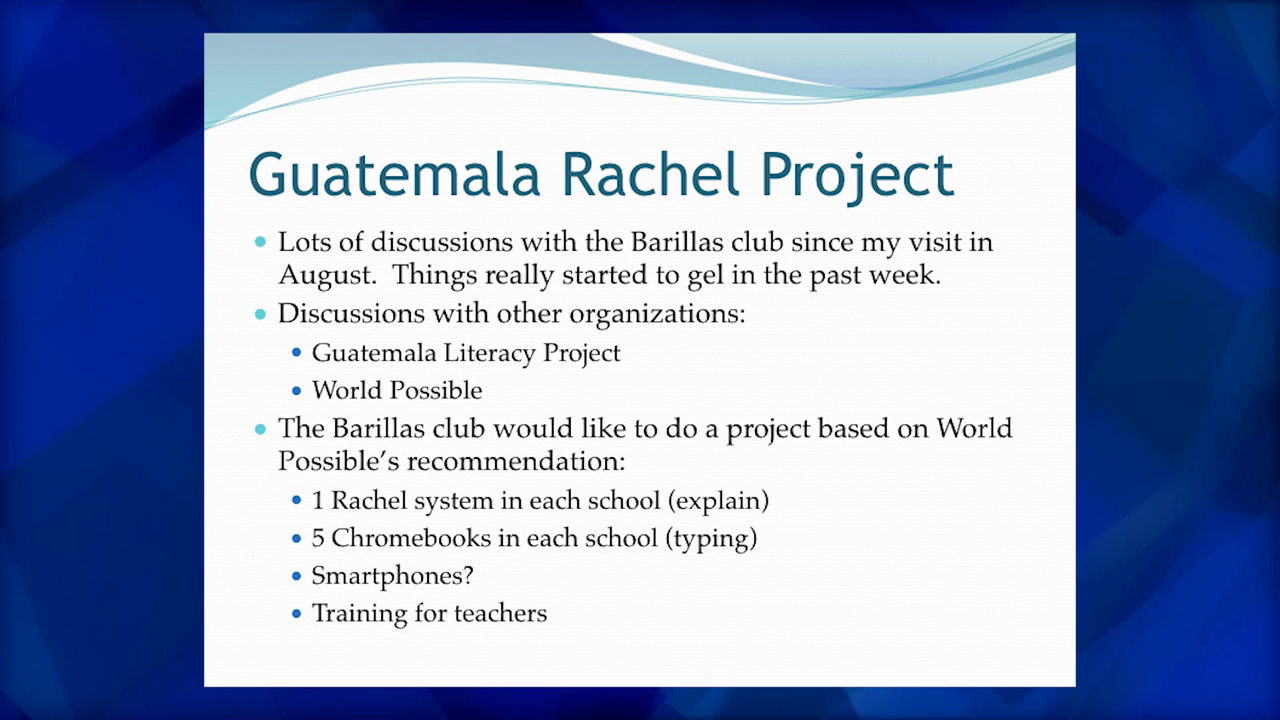 Guatemala Rachel Project
• Lots of discussions with the Barillas club since my visit in
August.  Things really started to gel in the past week.
• Discussions with other organizations:
• Guatemala Literacy Project
• World Possible
• The Barillas club would like to do a project based on World
Possible’s recommendation:
• 1 Rachel system in each school (explain)
• 5 Chromebooks in each school (typing)
• Smartphones?
• Training for teachers